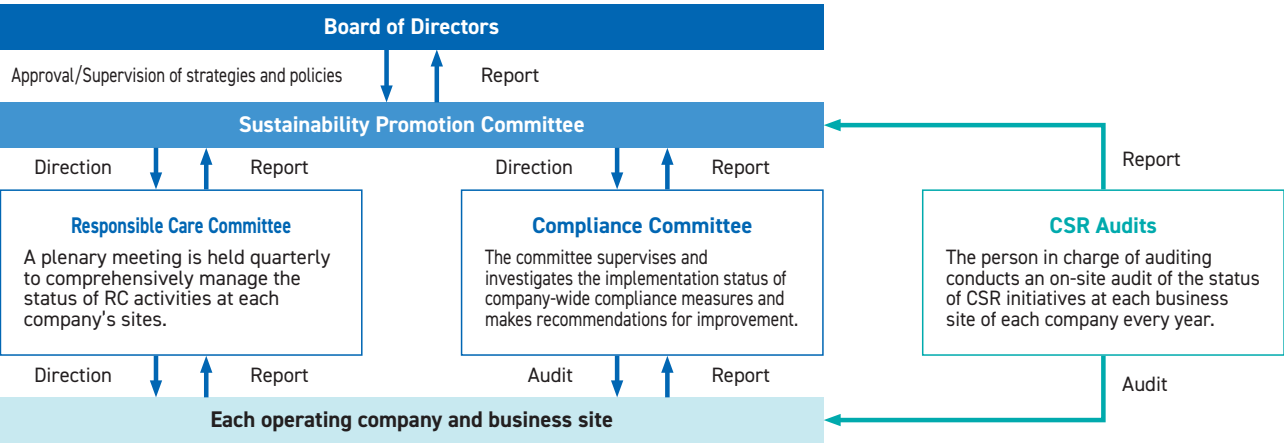 Board of Directors
Approval/Supervision of strategies and policies
Report
Sustainability Promotion Committee
Direction
Report
Direction
Report
Report
Responsible Care Committee
A plenary meeting is held quarterly
to comprehensively manage the
status of RC activities at each
company's sites.
Compliance Committee
The committee supervises and
investigates the implementation status of
company-wide compliance measures and
makes recommendations for improvement.
CSR Audits
The person in charge of auditing
conducts an on-site audit of the status
of CSR initiatives at each business
site of each company every year.
Direction
Report
Audit
Report
Audit
Each operating company and business site